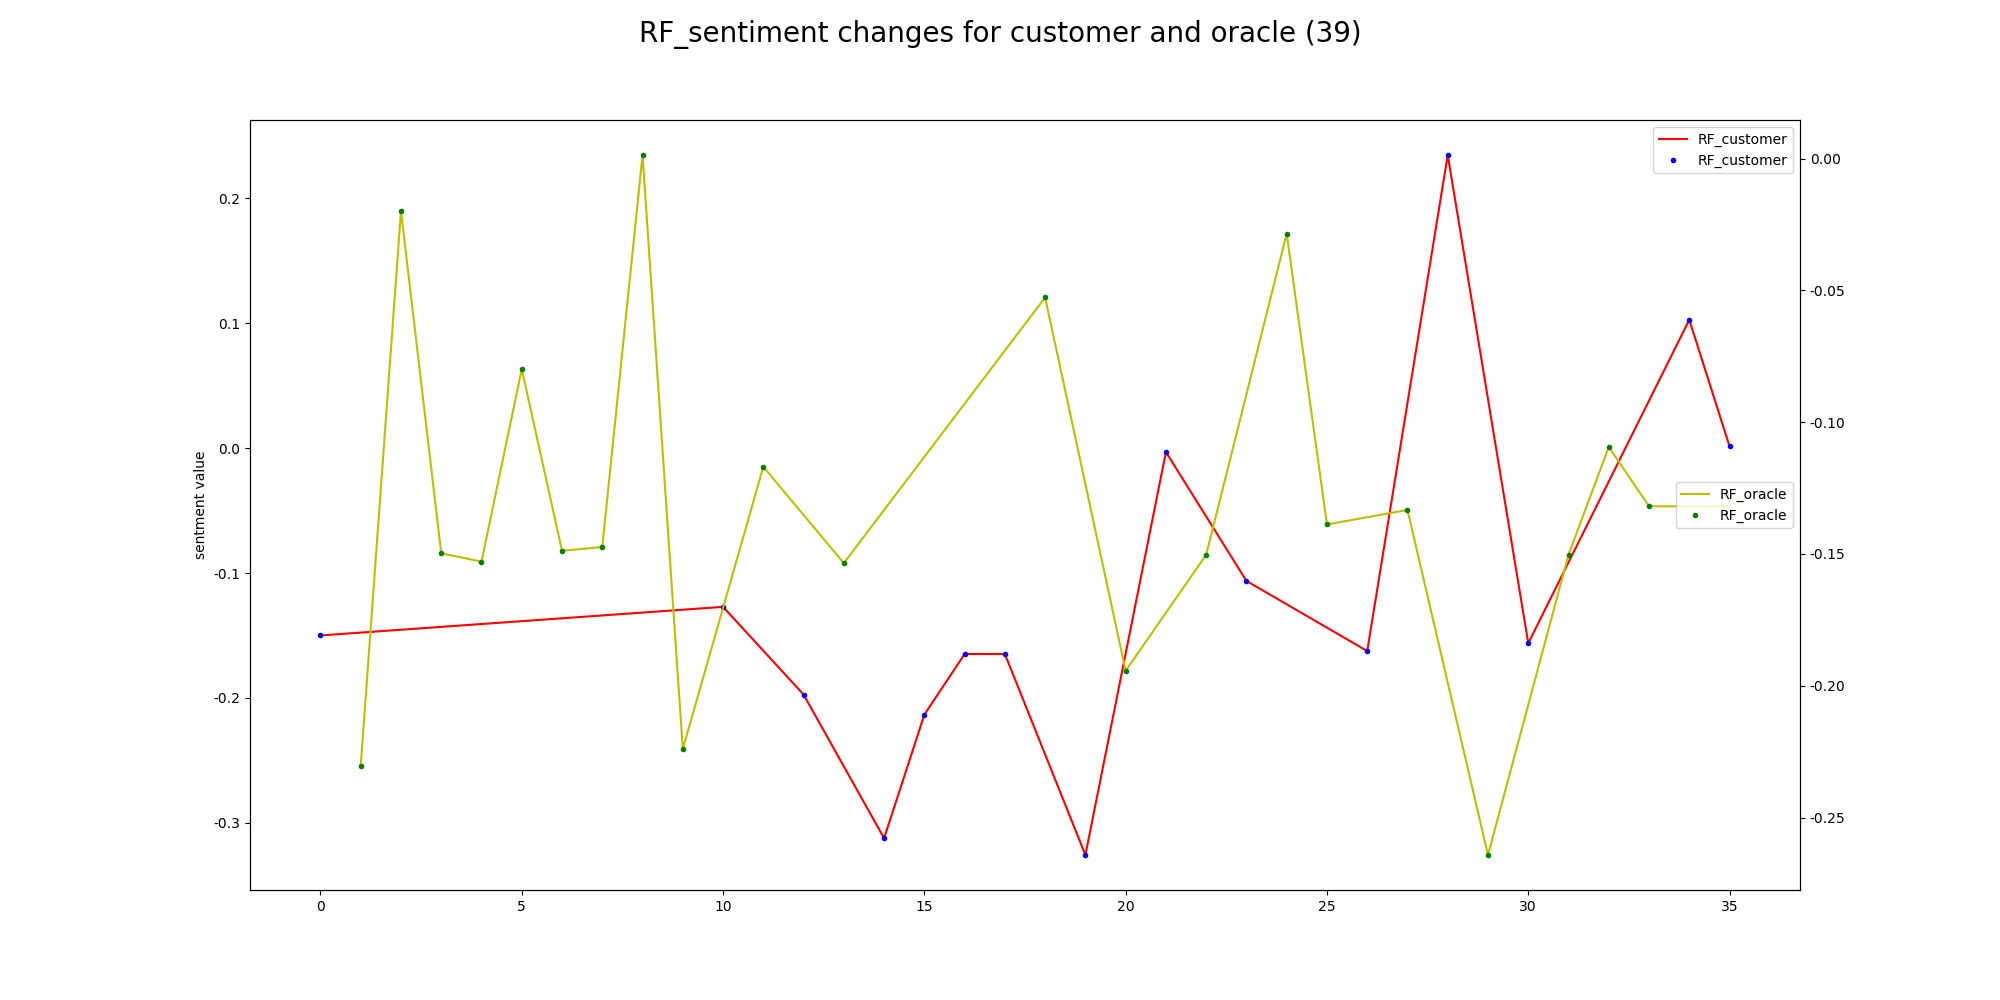 RF_sentiment changes for customer and oracle (39)
RF_customer
RF_customer
RF_oracle
RF_oracle
sentment value
0.2
0.1
0.0
-0.1
-0.2
-0.3
0.00
-0.05
-0.10
-0.15
-0.20
-0.25
0 5 10 15 20 25 30 35